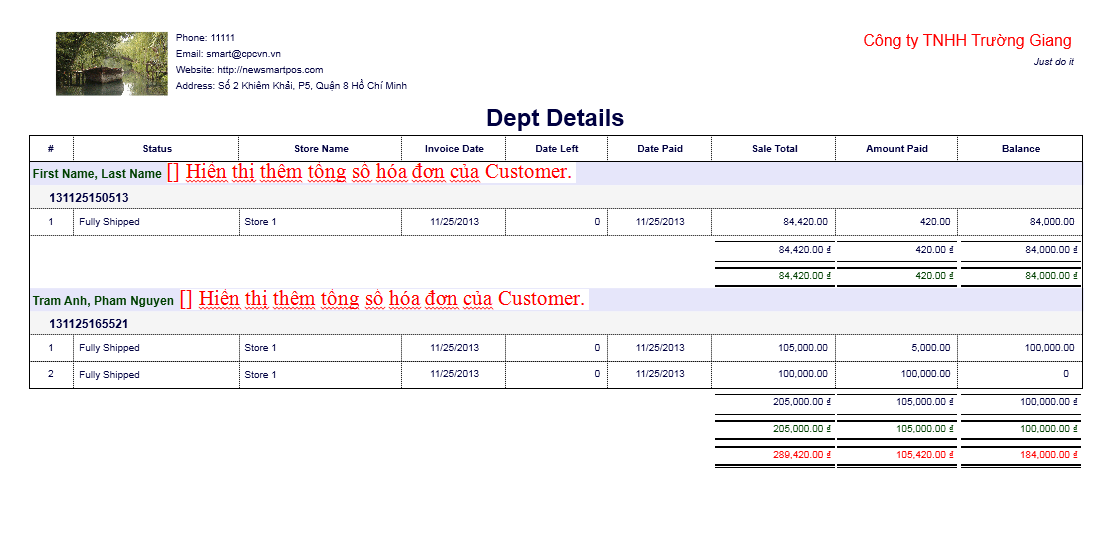 Phone: 11111
Email: smart@cpcvn.vn
Website: http://newsmartpos.com
Address: Số 2 Khiêm Khải, P5, Quận 8 Hồ Chí Minh
Công ty TNHH Trường Giang
Just do it
Dept Details
# Status Store Name Invoice Date Date Left Date Paid Sale Total Amount Paid Balance
First Name, Last Name [] Hiển thị thêm tổng số hóa đơn của Customer.
131125150513
1 Fully Shipped Store 1 11/25/2013 0 11/25/2013 84,420.00 420.00 84,000.00
84,420.00 ₫ 420.00 ₫ 84,000.00 ₫
84,420.00 ₫ 420.00 ₫ 84,000.00 ₫
Tram Anh, Pham Nguyen [] Hiển thị thêm tổng số hóa đơn của Customer.
131125165521
1 Fully Shipped Store 1 11/25/2013 0 11/25/2013 105,000.00 5,000.00 100,000.00
2 Fully Shipped Store 1 11/25/2013 0 11/25/2013 100,000.00 100,000.00 0
205,000.00 ₫ 105,000.00 ₫ 100,000.00 ₫
205,000.00 ₫ 105,000.00 ₫ 100,000.00 ₫
289,420.00 ₫ 105,420.00 ₫ 184,000.00 ₫